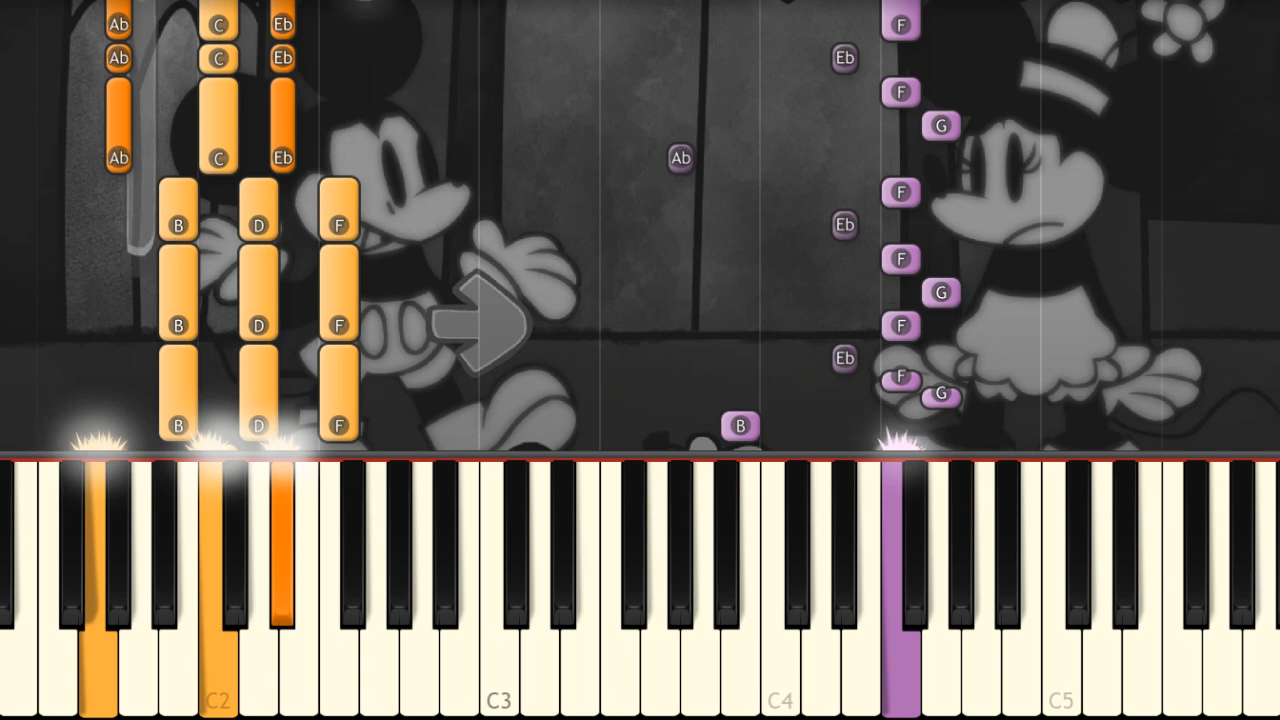 Ab C Eb F
Ab C Eb Eb
F
G
Ab C Eb Ab
F
B D F Eb
F
G
B D F F
Eb
F
G
B D F B
C2 C3 C4 C5